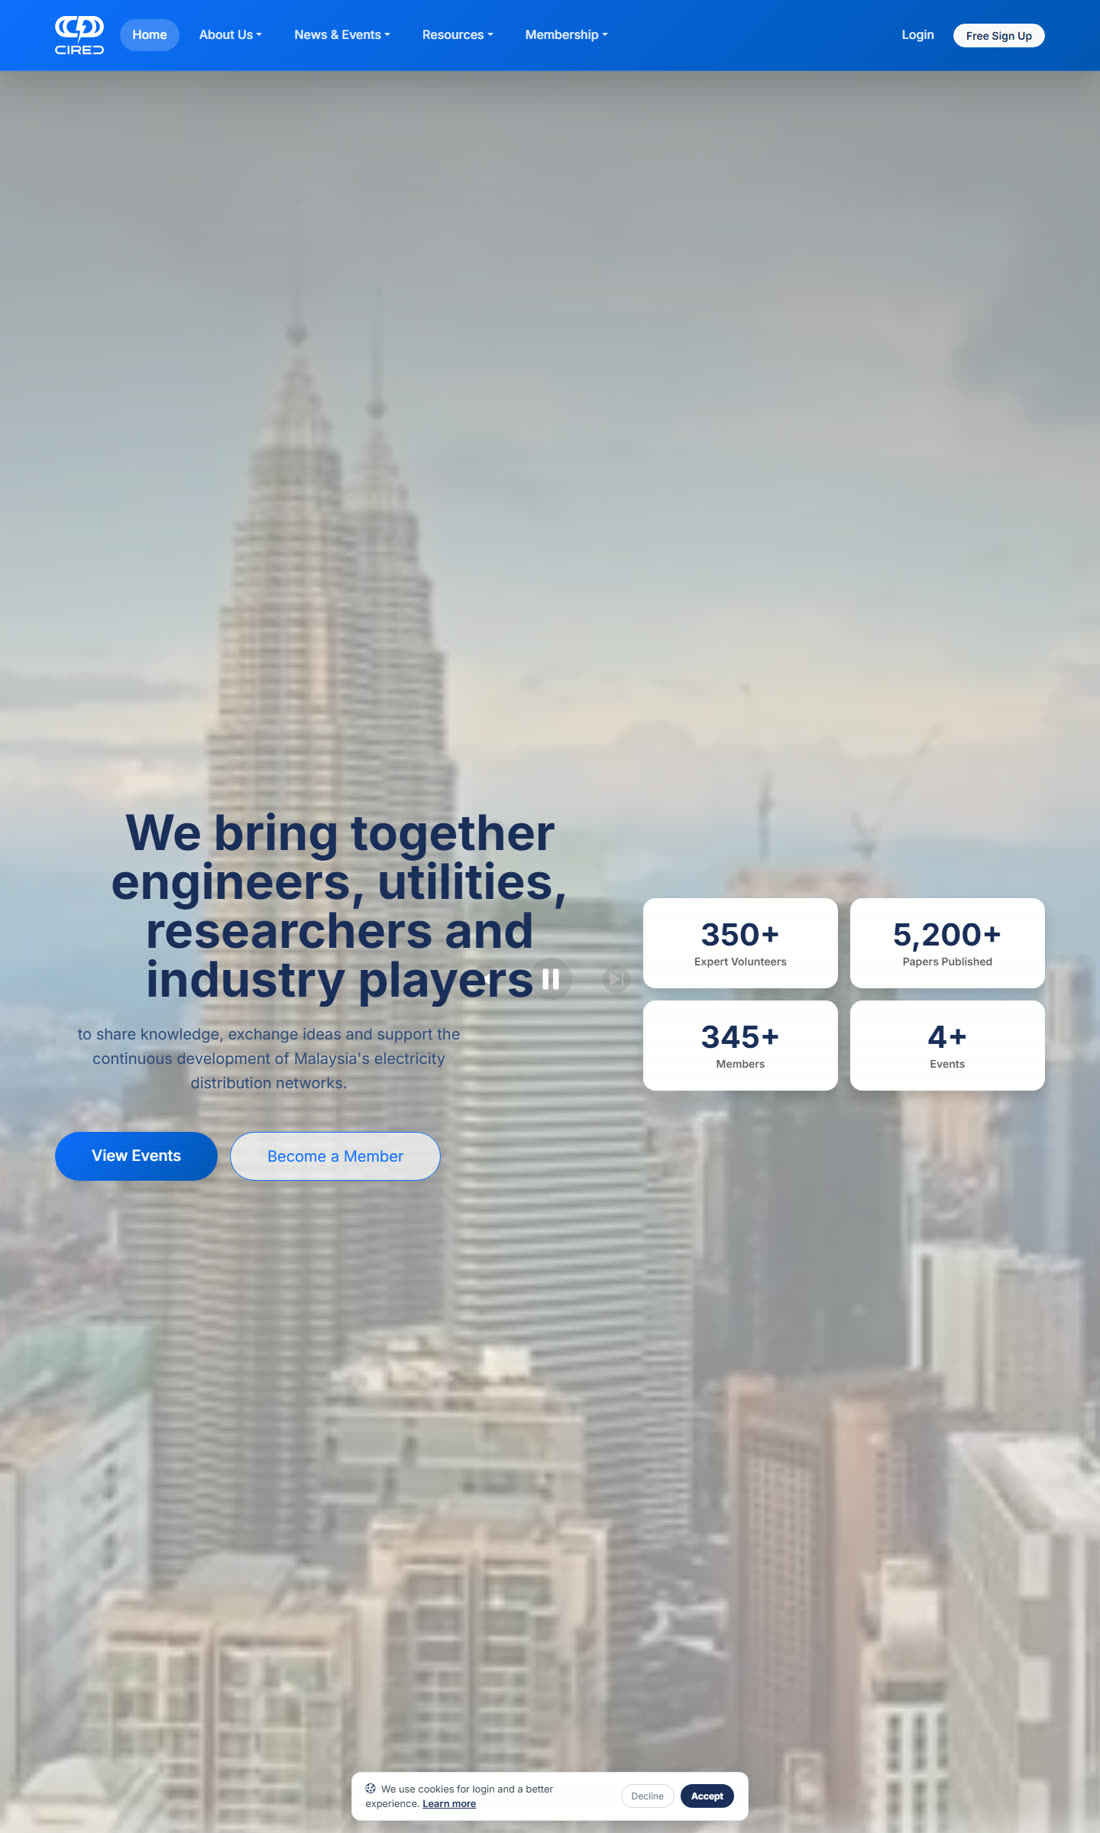 CIRED
Home
About Us
News & Events
Resources
Membership
Login
Free Sign Up
We bring together
engineers, utilities,
researchers and
industry players
to share knowledge, exchange ideas and support the
continuous development of Malaysia's electricity
distribution networks.
View Events
Become a Member
350+
Expert Volunteers
5,200+
Papers Published
345+
Members
4+
Events
We use cookies for login and a better
experience. Learn more
Decline
Accept